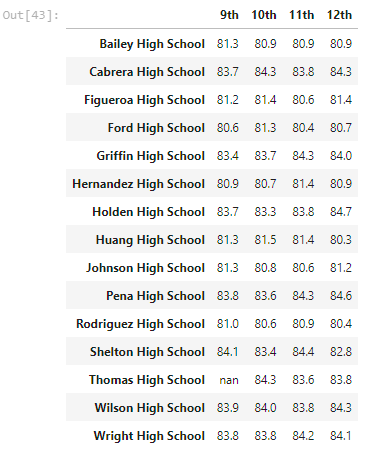 Out[43]:
9th 10th 11th 12th
Bailey High School 81.3 80.9 80.9 80.9
Cabrera High School 83.7 84.3 83.8 84.3
Figueroa High School 81.2 81.4 80.6 81.4
Ford High School 80.6 81.3 80.4 80.7
Griffin High School 83.4 83.7 84.3 84.0
Hernandez High School 80.9 80.7 81.4 80.9
Holden High School 83.7 83.3 83.8 84.7
Huang High School 81.3 81.5 81.4 80.3
Johnson High School 81.3 80.8 80.6 81.2
Pena High School 83.8 83.6 84.3 84.6
Rodriguez High School 81.0 80.6 80.9 80.4
Shelton High School 84.1 83.4 84.4 82.8
Thomas High School nan 84.3 83.6 83.8
Wilson High School 83.9 84.0 83.8 84.3
Wright High School 83.8 83.8 84.2 84.1